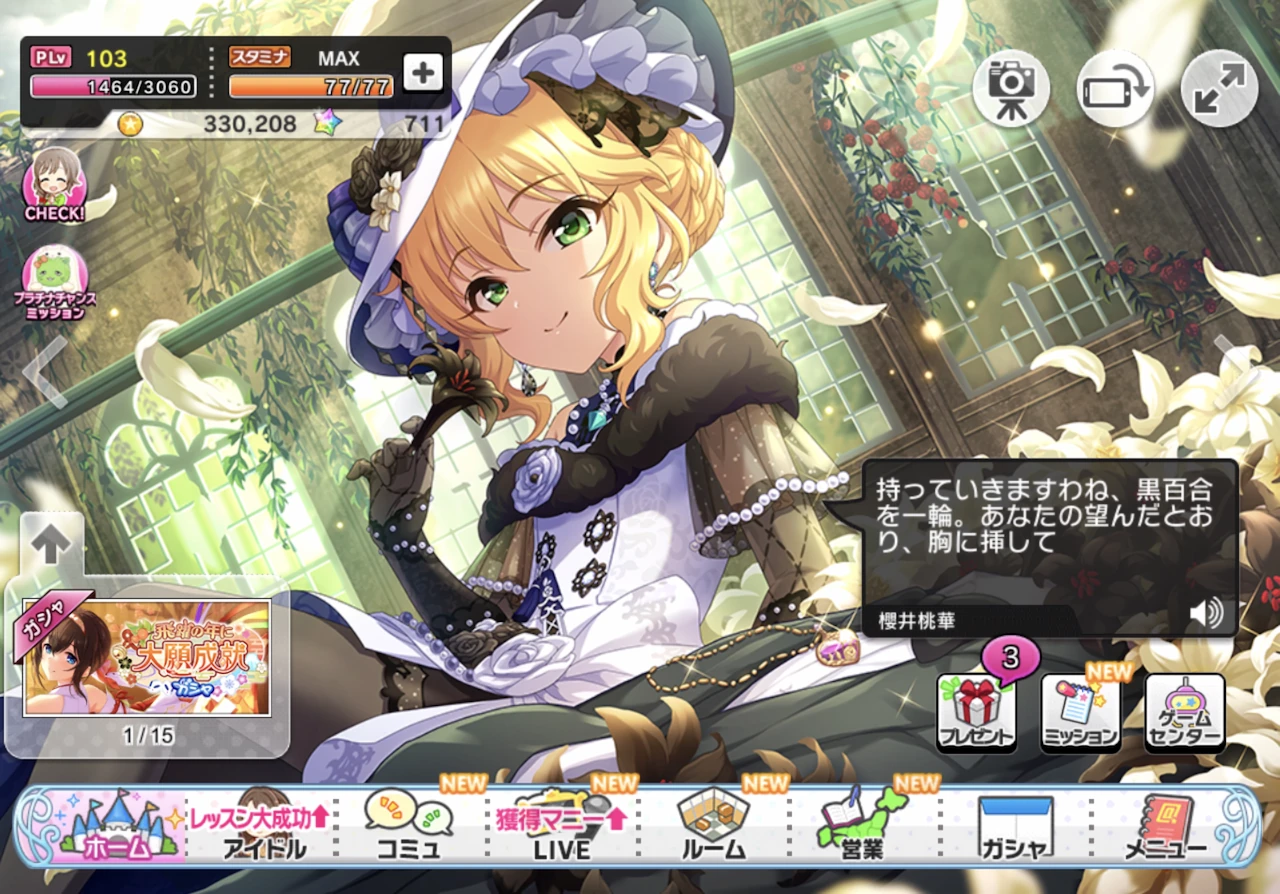 PLv 103
1464/3060
スタミナ MAX
77/77
330,208
711
CHECK!
プラチナチャンス
ミッション
持っていきますわね、黒百合
を一輪。あなたの望んだとお
り、胸に挿して
櫻井桃華
ガシャ
飛躍の年に
大願成就
ガシャ
1/15
3
プレゼント
NEW
ミッション
ゲーム
センター
ホーム
レッスン大成功
アイドル
NEW
コミュ
NEW
獲得マニー
LIVE
NEW
ルーム
NEW
営業
ガシャ
メニュー